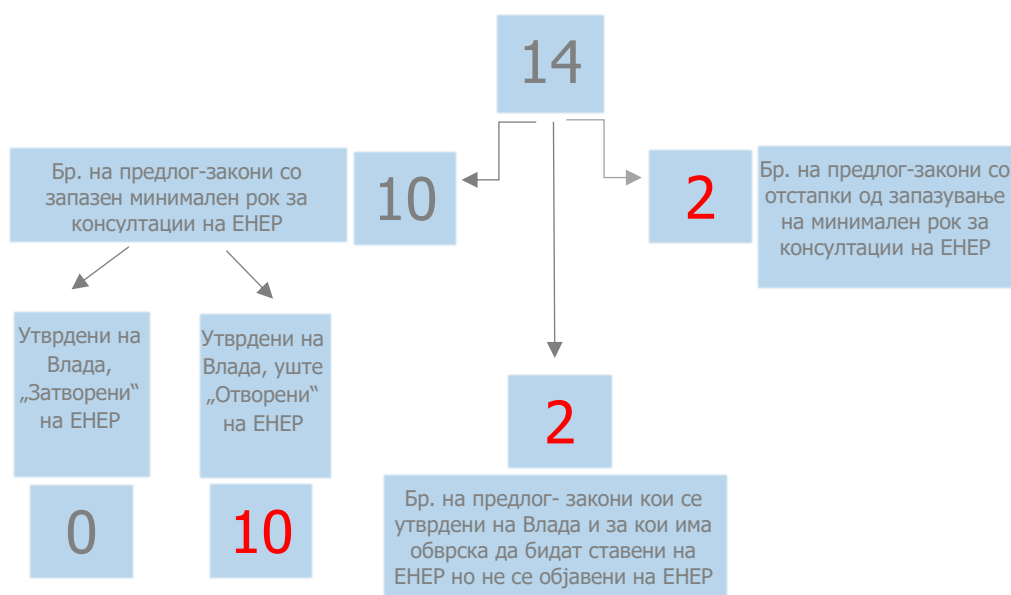 14
Бр. на предлог-закони со
запазен минимален рок за
консултации на ЕНЕР
10
2
Бр. на предлог-закони со
отстапки од запазување
на минимален рок за
консултации на ЕНЕР
Утврдени на
Влада,
„Затворени“
на ЕНЕР
Утврдени на
Влада, уште
„Отворени“
на ЕНЕР
0
10
2
Бр. на предлог- закони кои се
утврдени на Влада и за кои има
обврска да бидат ставени на
ЕНЕР но не се објавени на ЕНЕР